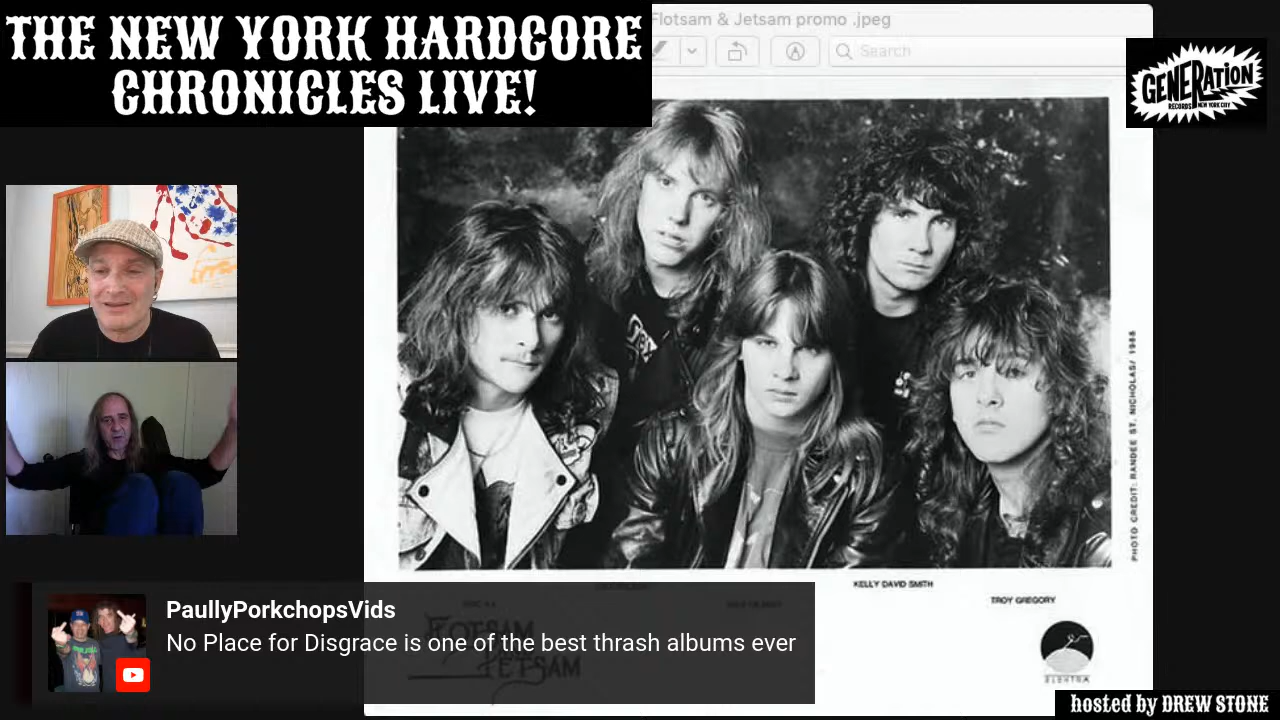 THE NEW YORK HARDCORE
CHRONICLES LIVE!
Flotsam & Jetsam promo .jpeg
Search
GENERATION
RECORDS NEW YORK CITY
PHOTO CREDIT: RANDEE ST. NICHOLAS/ 1988
KELLY DAVID SMITH
TROY GREGORY
PaullyPorkchopsVids
No Place for Disgrace is one of the best thrash albums ever
FLOTSAM
JETSAM
ELEKTRA
hosted by DREW STONE